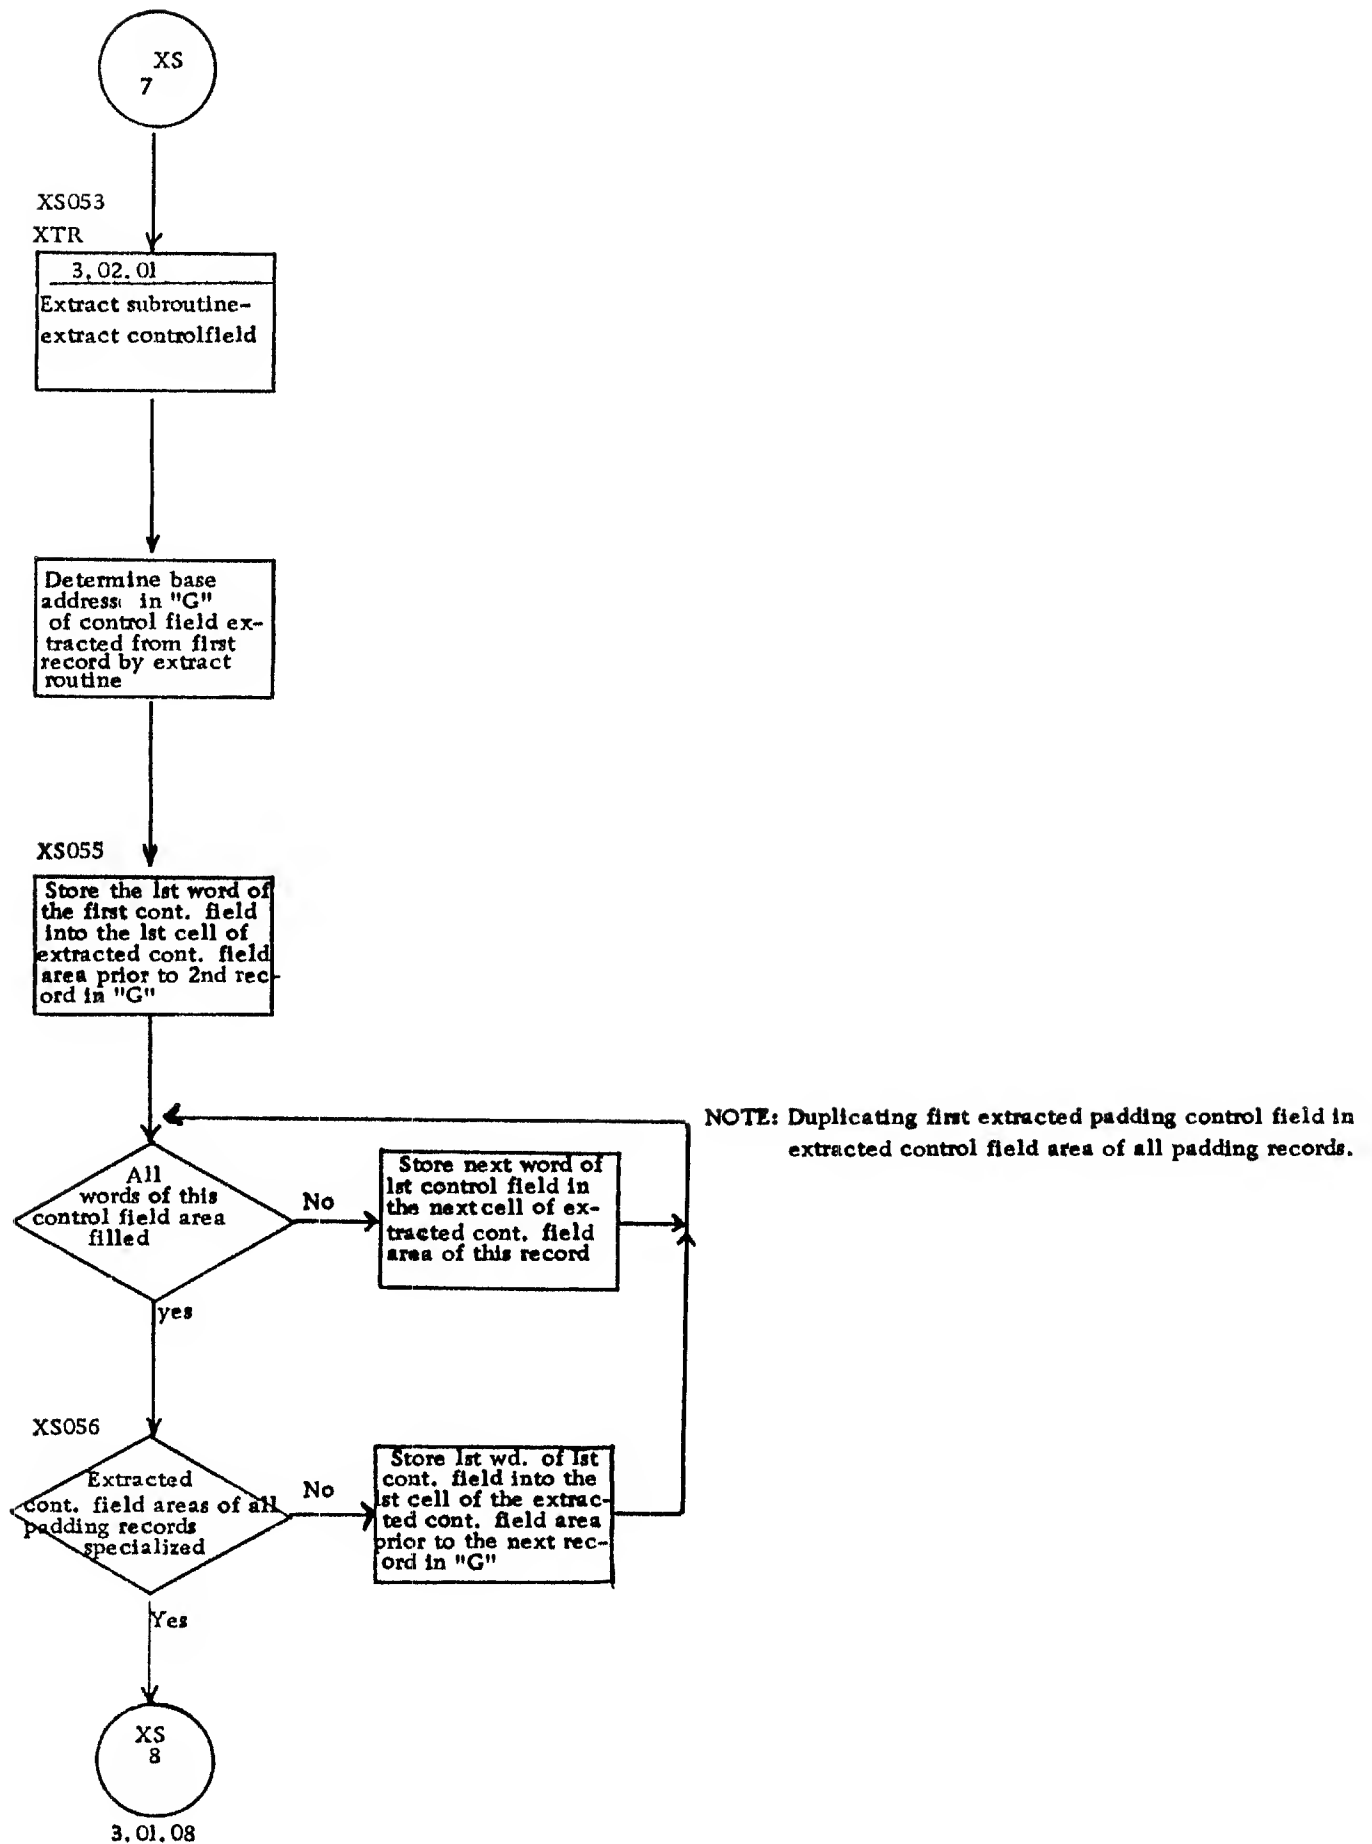 XS
7
XS053
XTR
3.02.01
Extract subroutine-
extract controlfield
Determine base
address in "G"
of control field ex-
tracted from first
record by extract
routine
XS055
Store the 1st word of
the first cont. field
into the 1st cell of
extracted cont. field
area prior to 2nd rec-
ord in "G"
NOTE: Duplicating first extracted padding control field in
extracted control field area of all padding records.
All
words of this
control field area
filled
No
Store next word of
1st control field in
the next cell of ex-
tracted cont. field
area of this record
yes
XS056
Extracted
cont. field areas of all
padding records
specialized
No
Store 1st wd. of 1st
cont. field into the
1st cell of the extrac-
ted cont. field area
prior to the next rec-
ord in "G"
Yes
XS
8
3.01.08